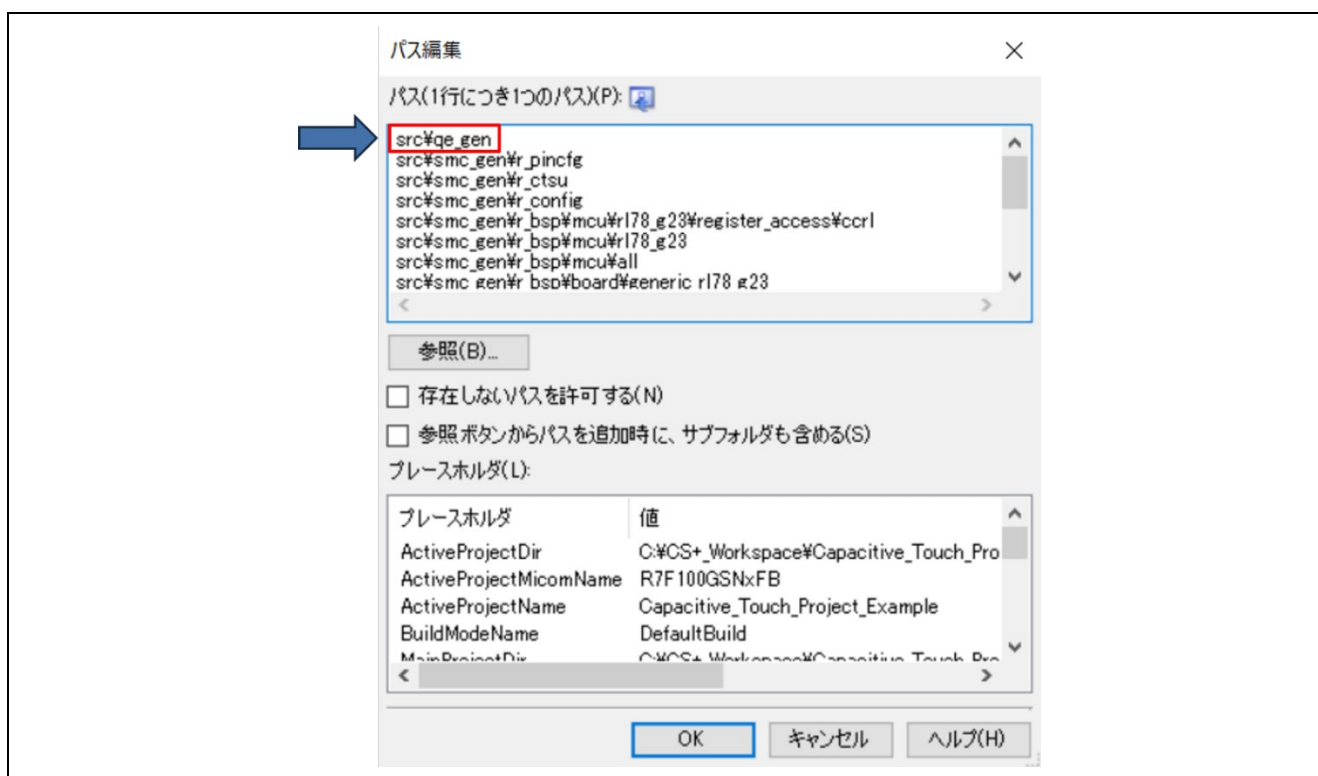 パス編集
パス(1行につき1つのパス)(P):
src¥qe_gen
src¥smc_gen¥r_pincfg
src¥smc_gen¥r_ctsu
src¥smc_gen¥r_config
src¥smc_gen¥r_bsp¥mcu¥rl78_g23¥register_access¥ccrl
src¥smc_gen¥r_bsp¥mcu¥rl78_g23
src¥smc_gen¥r_bsp¥mcu¥all
src¥smc_gen¥r_bsp¥board¥generic_rl78_g23
参照(B)...
存在しないパスを許可する(N)
参照ボタンからパスを追加時に、サブフォルダも含める(S)
プレースホルダ(L):
プレースホルダ 値
ActiveProjectDir C:¥CS+_Workspace¥Capacitive_Touch_Pro
ActiveProjectMicomName R7F100GSNxFB
ActiveProjectName Capacitive_Touch_Project_Example
BuildModeName DefaultBuild
MainProjectDir C:¥CS+_Workspace¥Capacitive_Touch_Pro
OK キャンセル ヘルプ(H)